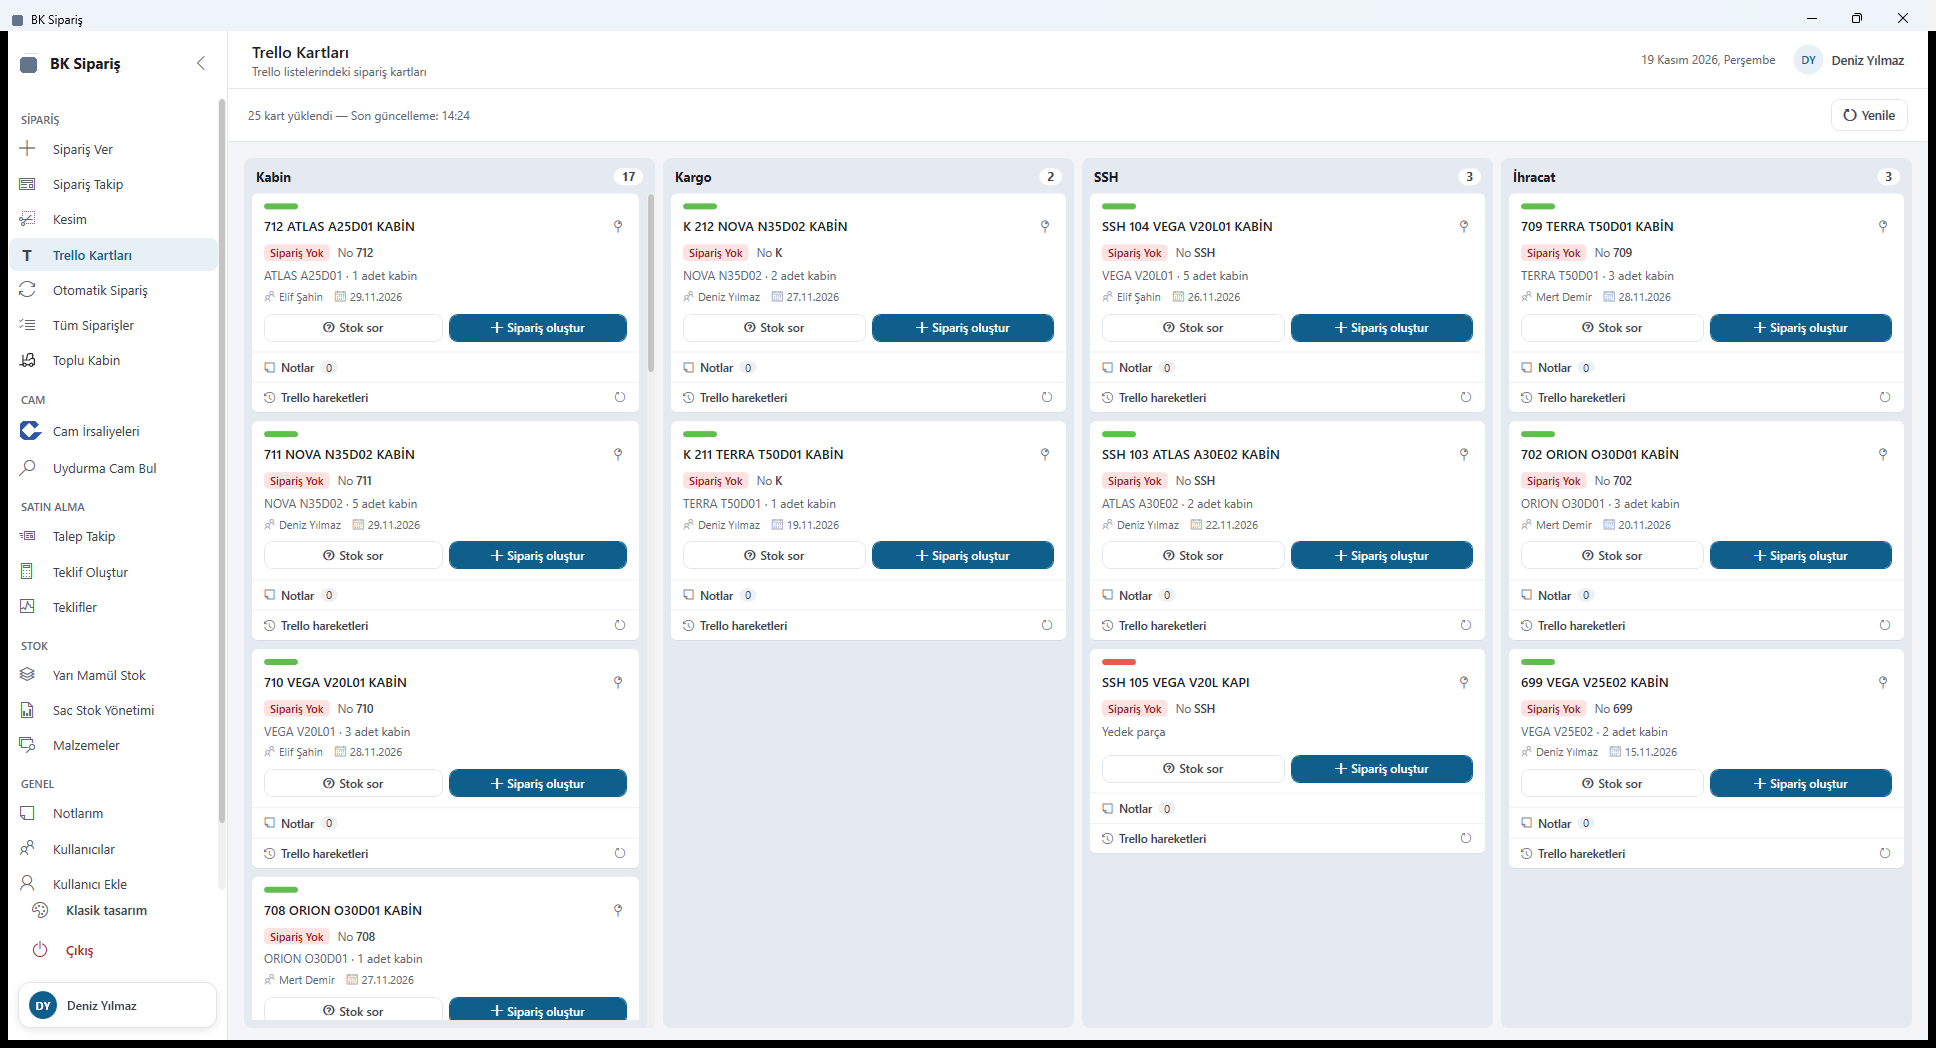 BK Sipariş
BK Sipariş
SİPARİŞ
Sipariş Ver
Sipariş Takip
Kesim
T Trello Kartları
Otomatik Sipariş
Tüm Siparişler
Toplu Kabin
CAM
Cam İrsaliyeleri
Uydurma Cam Bul
SATIN ALMA
Talep Takip
Teklif Oluştur
Teklifler
STOK
Yarı Mamül Stok
Sac Stok Yönetimi
Malzemeler
GENEL
Notlarım
Kullanıcılar
Kullanıcı Ekle
Klasik tasarım
Çıkış
DY Deniz Yılmaz
Trello Kartları
Trello listelerindeki sipariş kartları
19 Kasım 2026, Perşembe DY Deniz Yılmaz
25 kart yüklendi — Son güncelleme: 14:24
Yenile
Kabin 17
712 ATLAS A25D01 KABİN
Sipariş Yok No 712
ATLAS A25D01 · 1 adet kabin
Elif Şahin 29.11.2026
Stok sor Sipariş oluştur
Notlar 0
Trello hareketleri
711 NOVA N35D02 KABİN
Sipariş Yok No 711
NOVA N35D02 · 5 adet kabin
Deniz Yılmaz 29.11.2026
Stok sor Sipariş oluştur
Notlar 0
Trello hareketleri
710 VEGA V20L01 KABİN
Sipariş Yok No 710
VEGA V20L01 · 3 adet kabin
Elif Şahin 28.11.2026
Stok sor Sipariş oluştur
Notlar 0
Trello hareketleri
708 ORION O30D01 KABİN
Sipariş Yok No 708
ORION O30D01 · 1 adet kabin
Mert Demir 27.11.2026
Stok sor Sipariş oluştur
Kargo 2
K 212 NOVA N35D02 KABİN
Sipariş Yok No K
NOVA N35D02 · 2 adet kabin
Deniz Yılmaz 27.11.2026
Stok sor Sipariş oluştur
Notlar 0
Trello hareketleri
K 211 TERRA T50D01 KABİN
Sipariş Yok No K
TERRA T50D01 · 1 adet kabin
Deniz Yılmaz 19.11.2026
Stok sor Sipariş oluştur
Notlar 0
Trello hareketleri
SSH 3
SSH 104 VEGA V20L01 KABİN
Sipariş Yok No SSH
VEGA V20L01 · 5 adet kabin
Elif Şahin 26.11.2026
Stok sor Sipariş oluştur
Notlar 0
Trello hareketleri
SSH 103 ATLAS A30E02 KABİN
Sipariş Yok No SSH
ATLAS A30E02 · 2 adet kabin
Deniz Yılmaz 22.11.2026
Stok sor Sipariş oluştur
Notlar 0
Trello hareketleri
SSH 105 VEGA V20L KAPI
Sipariş Yok No SSH
Yedek parça
Stok sor Sipariş oluştur
Notlar 0
Trello hareketleri
İhracat 3
709 TERRA T50D01 KABİN
Sipariş Yok No 709
TERRA T50D01 · 3 adet kabin
Mert Demir 28.11.2026
Stok sor Sipariş oluştur
Notlar 0
Trello hareketleri
702 ORION O30D01 KABİN
Sipariş Yok No 702
ORION O30D01 · 3 adet kabin
Mert Demir 20.11.2026
Stok sor Sipariş oluştur
Notlar 0
Trello hareketleri
699 VEGA V25E02 KABİN
Sipariş Yok No 699
VEGA V25E02 · 2 adet kabin
Deniz Yılmaz 15.11.2026
Stok sor Sipariş oluştur
Notlar 0
Trello hareketleri